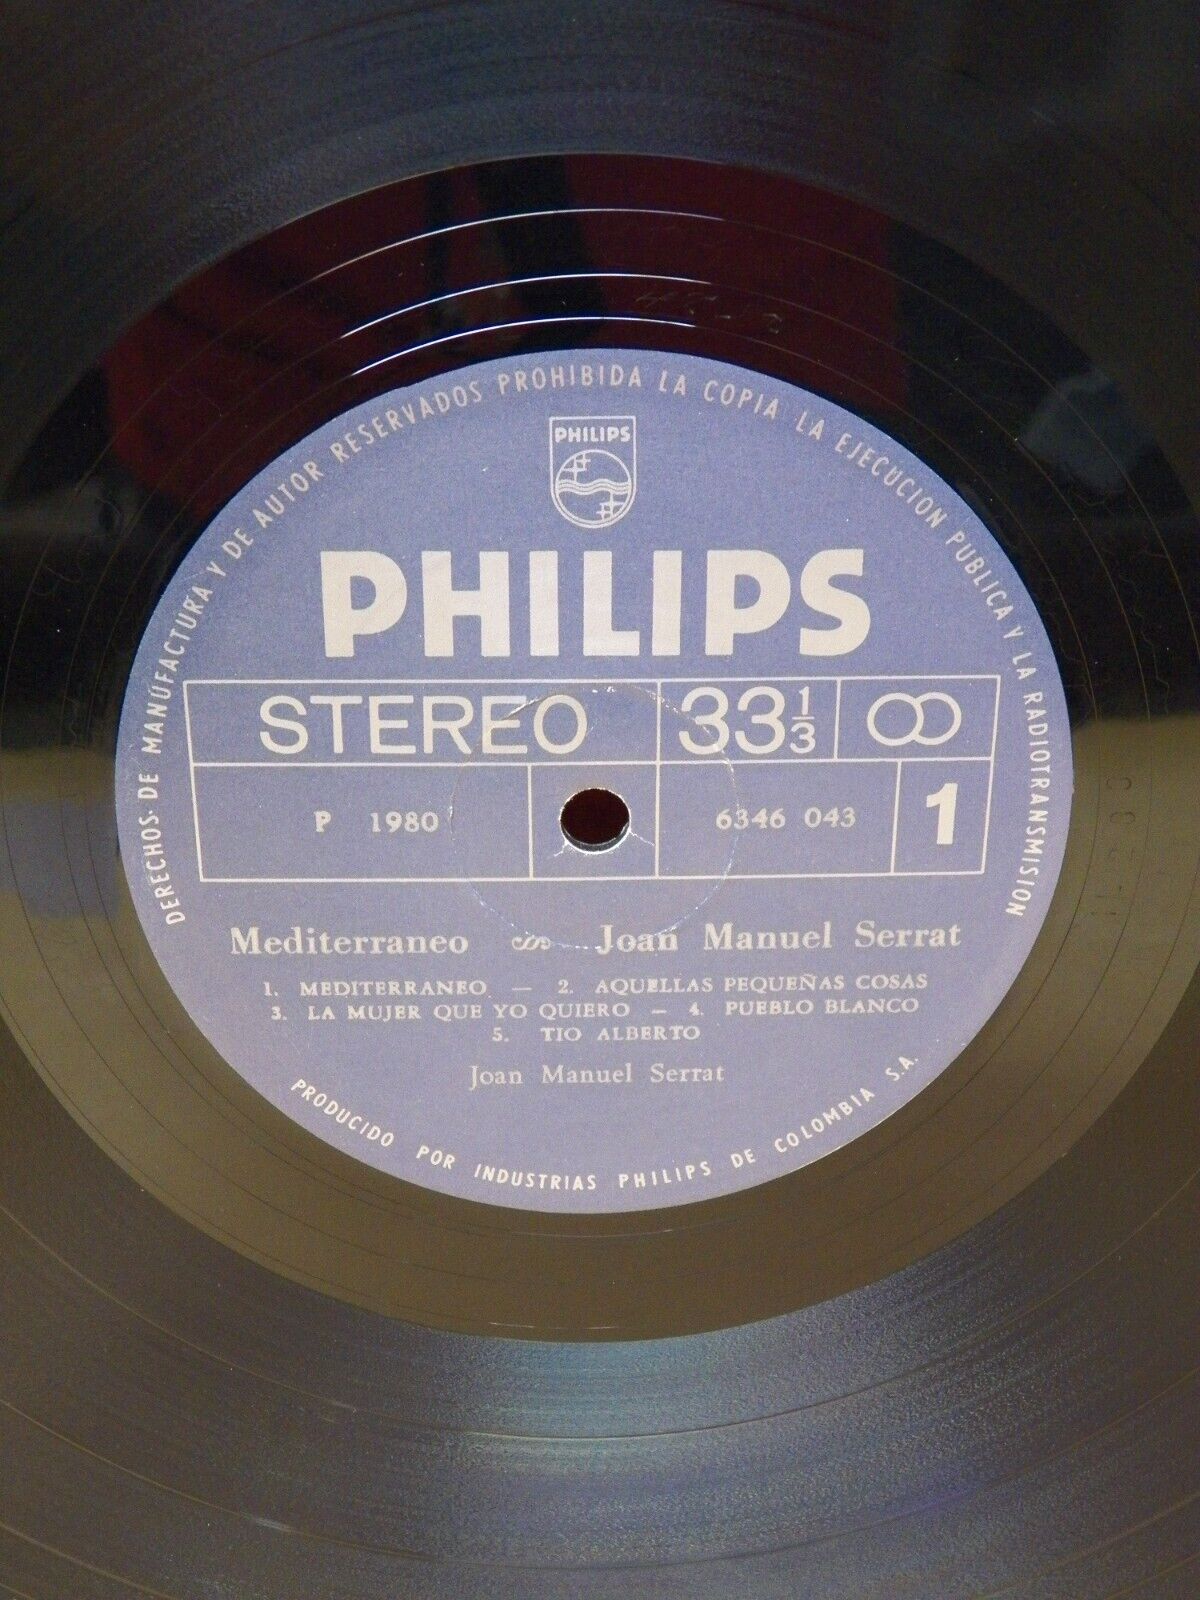 DERECHOS DE MANUFACTURA Y DE AUTOR RESERVADOS PROHIBIDA LA COPIA LA EJECUCION PUBLICA Y LA RADIOTRANSMISION
PHILIPS
PHILIPS
STEREO 33 1/3
P 1980 6346 043 1
Mediterraneo Joan Manuel Serrat
1. MEDITERRANEO — 2. AQUELLAS PEQUEÑAS COSAS
3. LA MUJER QUE YO QUIERO — 4. PUEBLO BLANCO
5. TIO ALBERTO
Joan Manuel Serrat
PRODUCIDO POR INDUSTRIAS PHILIPS DE COLOMBIA S.A.